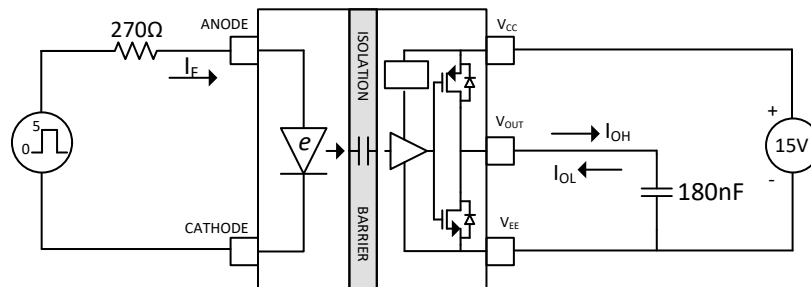 270Ω
ANODE
I_F
5
0
e
CATHODE
ISOLATION
BARRIER
V_CC
V_OUT
V_EE
I_OH
I_OL
180nF
+
15V
-